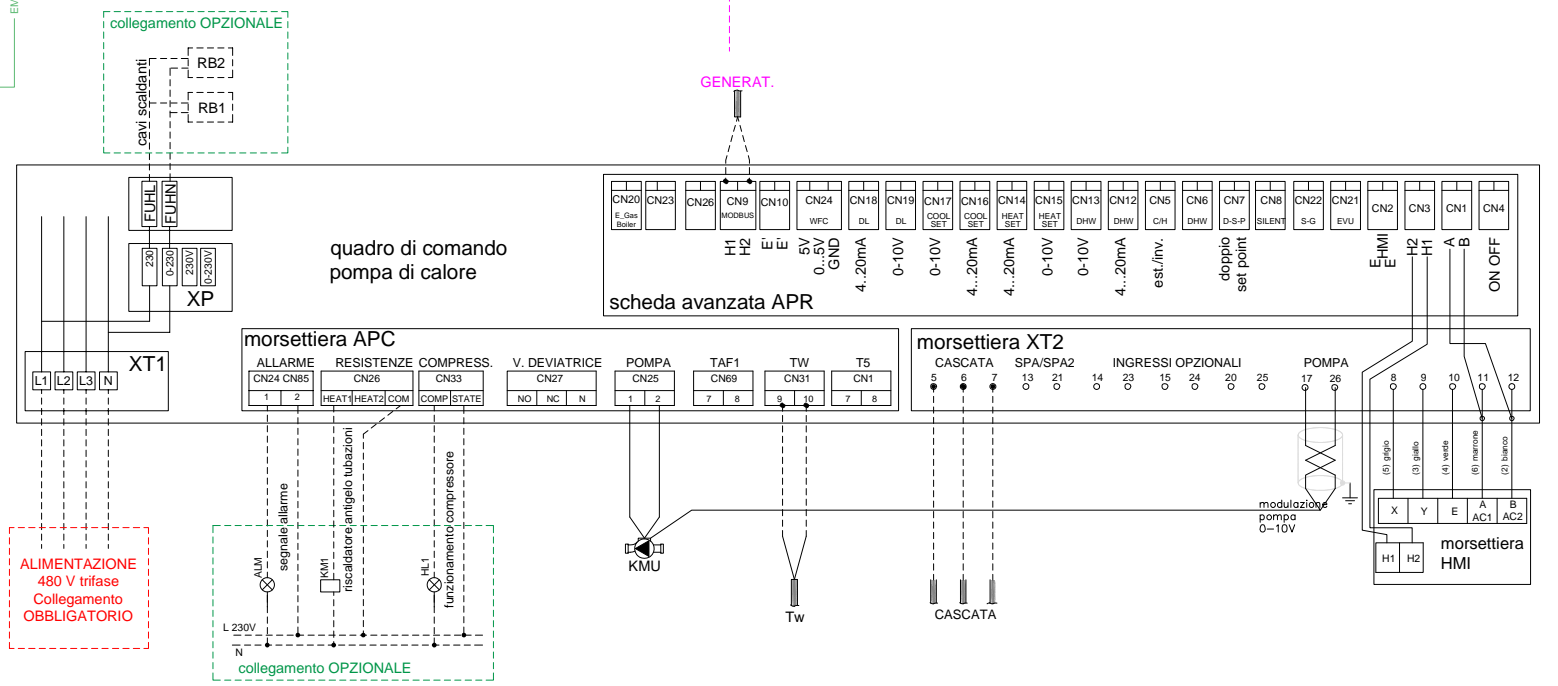 EM
collegamento OPZIONALE
RB2
RB1
cavi scaldanti
GENERAT.
FUHL
FUHN
230
0-230
230V
0-230V
XP
quadro di comando
pompa di calore
CN20
E_Gas
Boiler
CN23
CN26
CN9
MODBUS
CN10
CN24
WFC
CN18
DL
CN19
DL
CN17
COOL
SET
CN16
COOL
SET
CN14
HEAT
SET
CN15
HEAT
SET
CN13
DHW
CN12
DHW
CN5
C/H
CN6
DHW
CN7
D-S-P
CN8
SILENT
CN22
S-G
CN21
EVU
CN2
CN3
CN1
CN4
H1
H2
E'
E'
5V
0...5V
GND
4...20mA
0-10V
0-10V
4...20mA
4...20mA
0-10V
0-10V
4...20mA
est./inv.
doppio
set point
E
HMI
E
H2
H1
A
B
ON OFF
scheda avanzata APR
XT1
L1 L2 L3 N
morsettiera APC
ALLARME RESISTENZE COMPRESS. V. DEVIATRICE POMPA TAF1 TW T5
CN24 CN85 CN26 CN33 CN27 CN25 CN69 CN31 CN1
1 2 HEAT1 HEAT2 COM COMP STATE NO NC N 1 2 7 8 9 10 7 8
morsettiera XT2
CASCATA SPA/SPA2 INGRESSI OPZIONALI POMPA
5 6 7 13 21 14 23 15 24 20 25 17 26 8 9 10 11 12
(5) grigio
(3) giallo
(4) verde
(6) marrone
(2) bianco
modulazione
pompa
0-10V
X Y E A B
AC1 AC2
H1 H2
morsettiera
HMI
ALIMENTAZIONE
480 V trifase
Collegamento
OBBLIGATORIO
ALM
segnale allarme
KM1
riscaldatore antigelo tubazioni
HL1
funzionamento compressore
L 230V
N
collegamento OPZIONALE
KMU
Tw
CASCATA